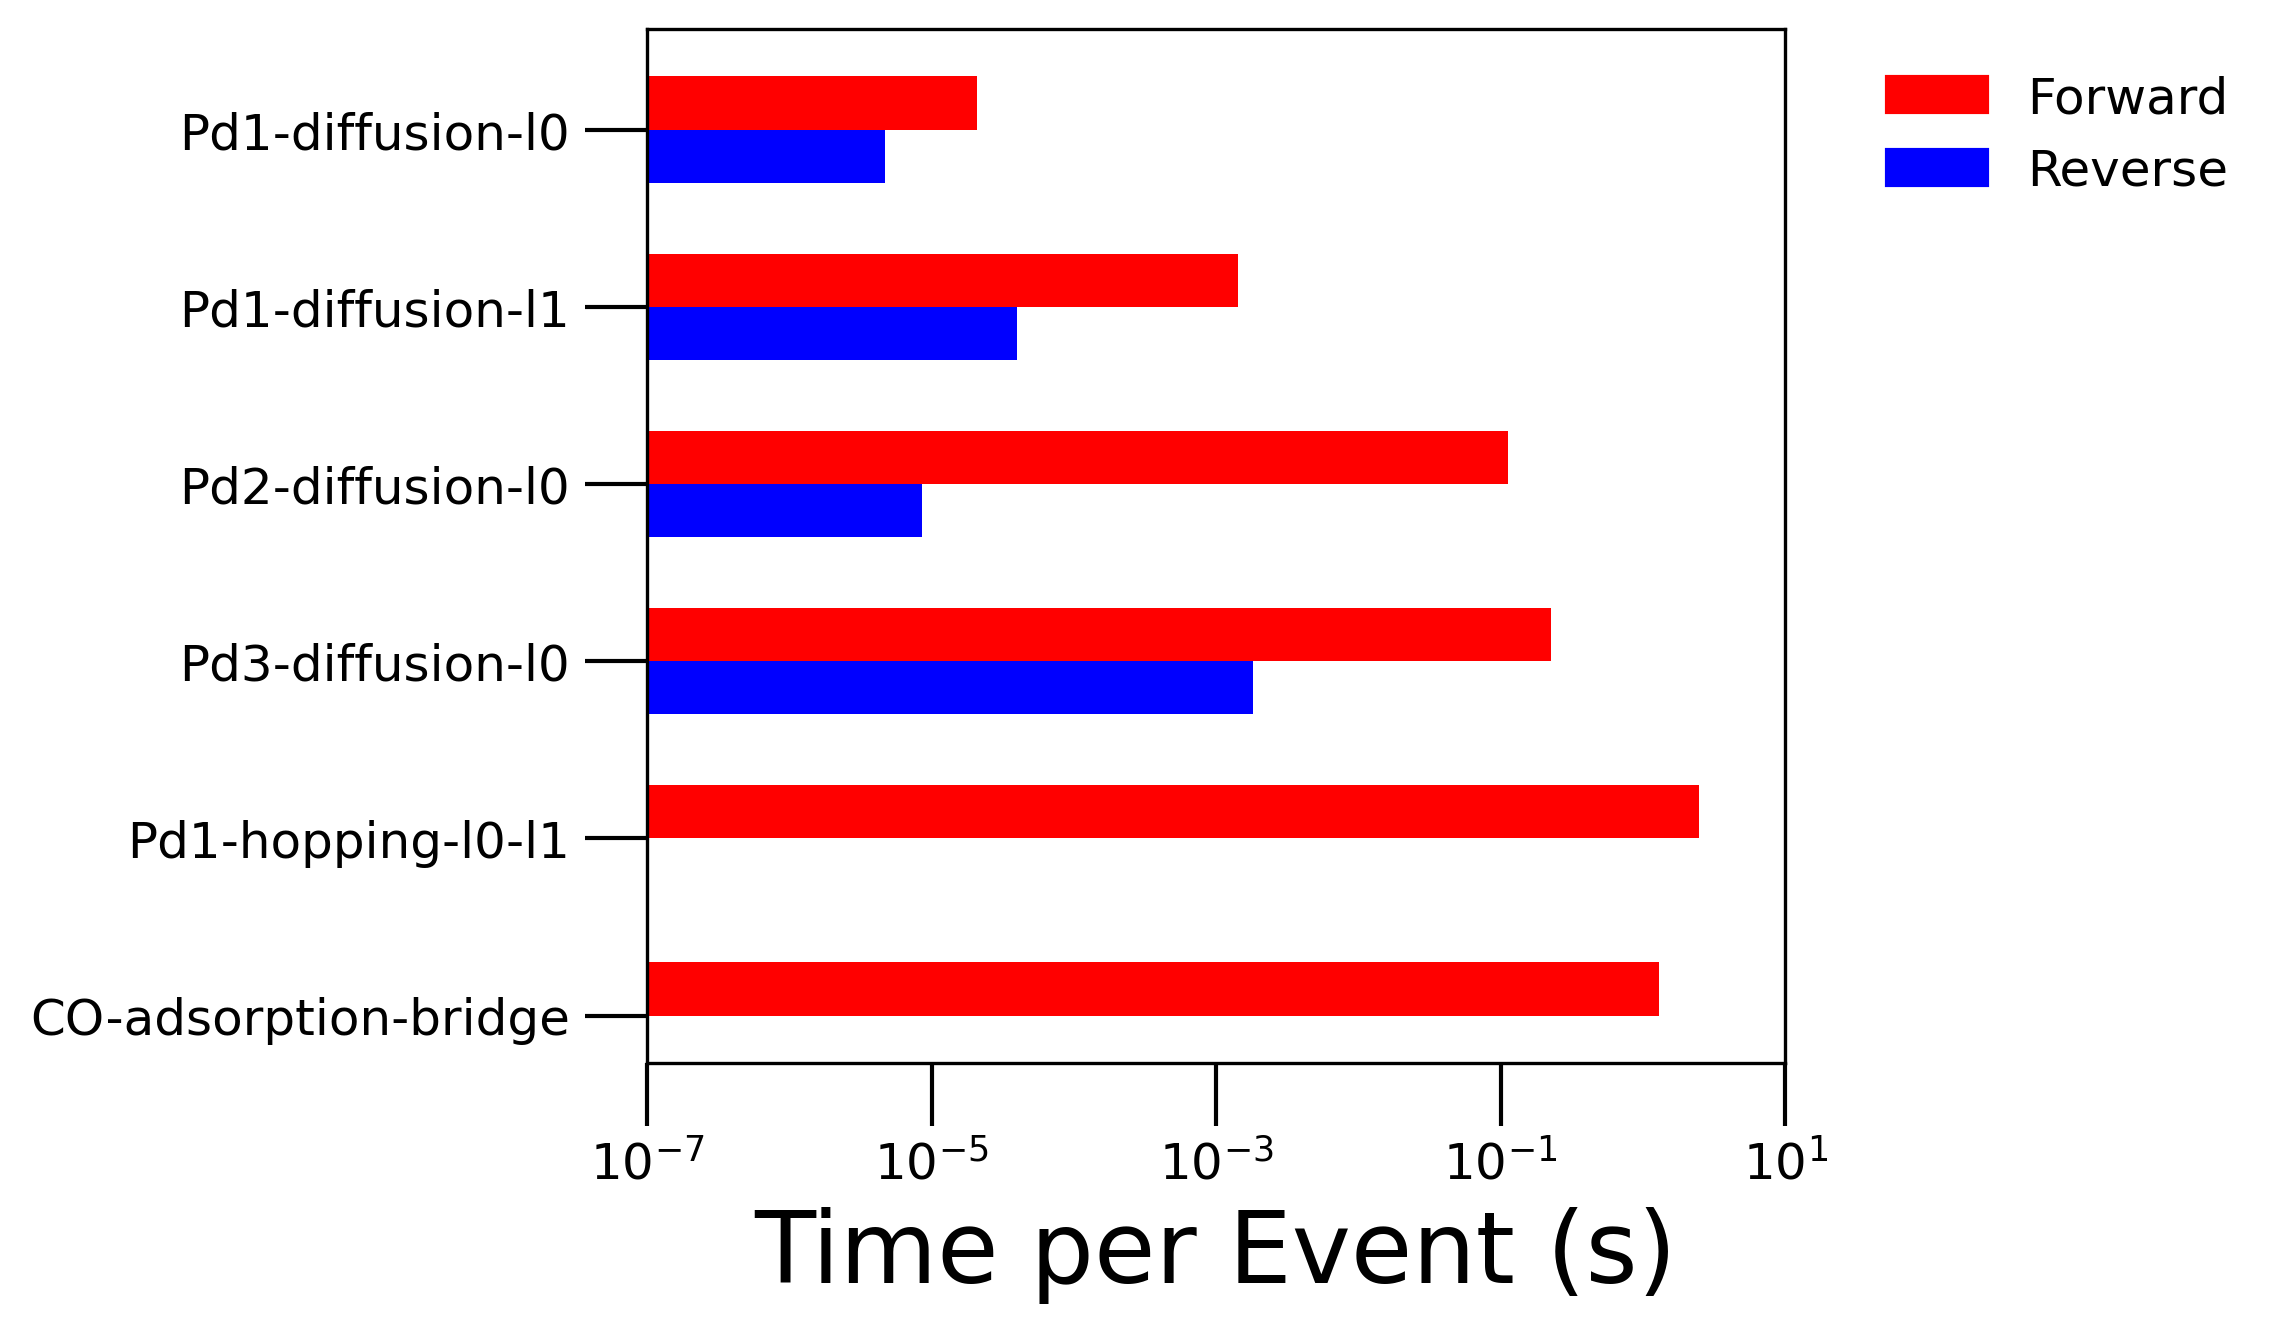 Forward
Reverse
Pd1-diffusion-l0
Pd1-diffusion-l1
Pd2-diffusion-l0
Pd3-diffusion-l0
Pd1-hopping-l0-l1
CO-adsorption-bridge
10⁻⁷ 10⁻⁵ 10⁻³ 10⁻¹ 10¹
Time per Event (s)